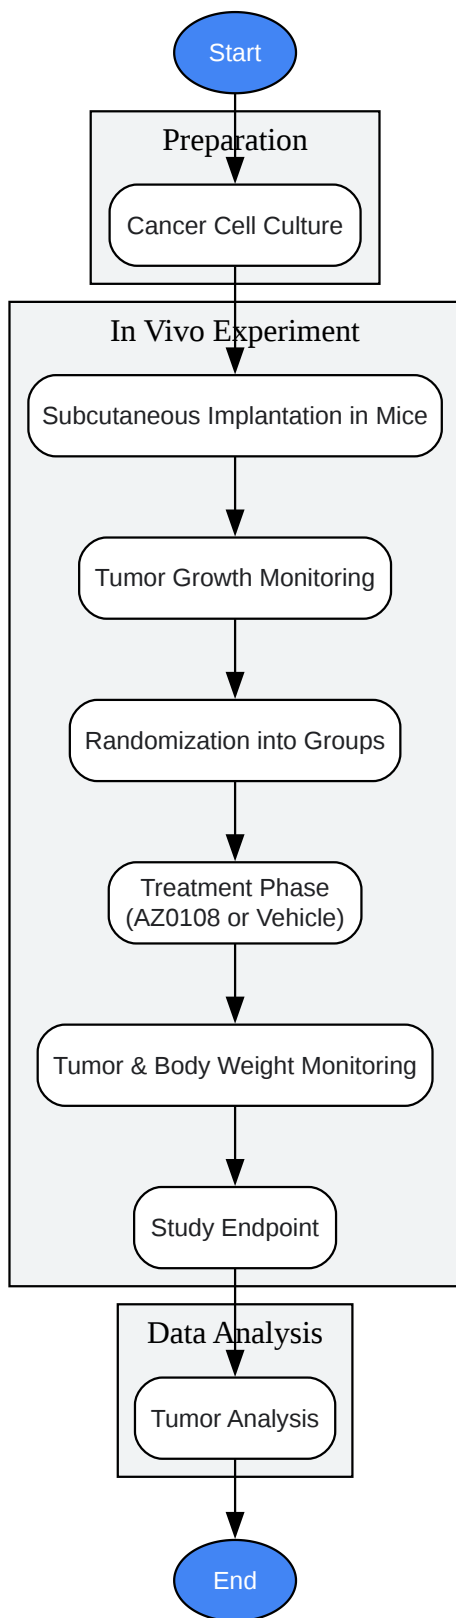 Start
Preparation
Cancer Cell Culture
In Vivo Experiment
Subcutaneous Implantation in Mice
Tumor Growth Monitoring
Randomization into Groups
Treatment Phase
(AZ0108 or Vehicle)
Tumor & Body Weight Monitoring
Study Endpoint
Data Analysis
Tumor Analysis
End